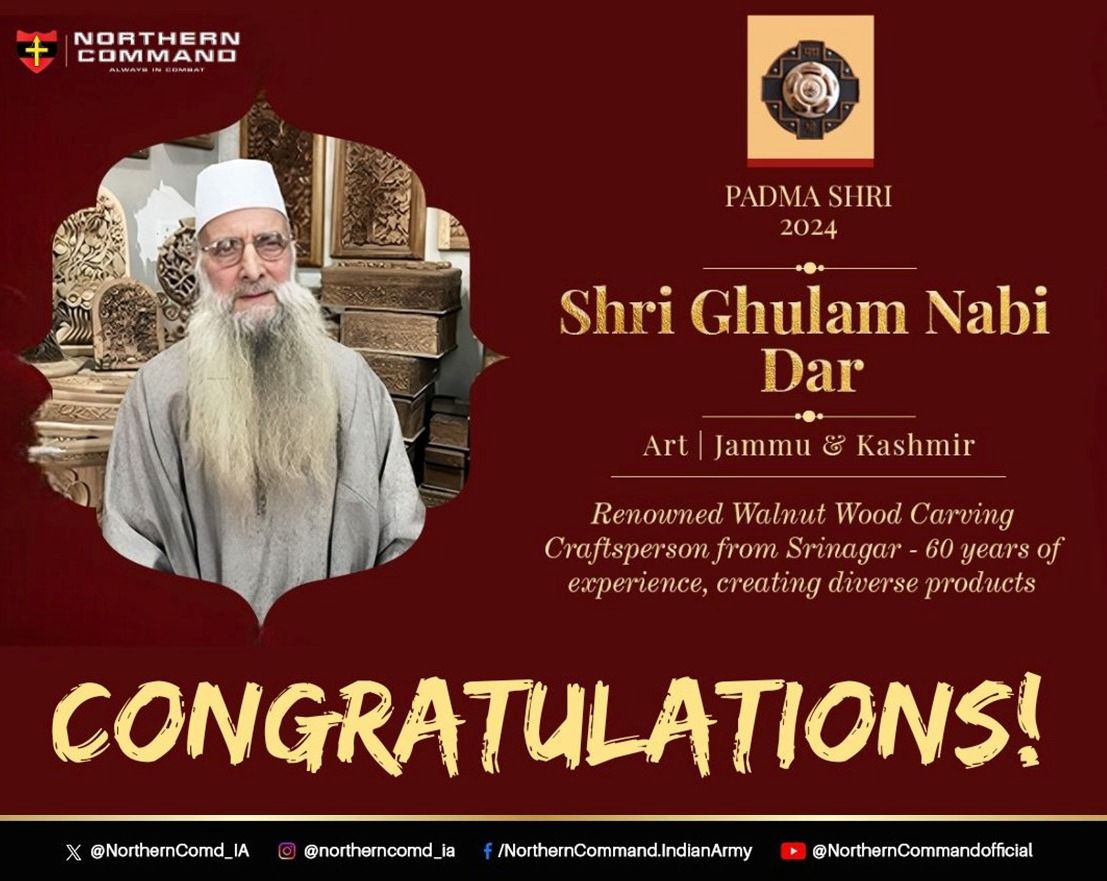 NORTHERN
COMMAND
ALWAYS IN COMBAT
PADMA SHRI
2024
Shri Ghulam Nabi
Dar
Art | Jammu & Kashmir
Renowned Walnut Wood Carving
Craftsperson from Srinagar - 60 years of
experience, creating diverse products
CONGRATULATIONS!
@NorthernComd_IA @northerncomd_ia /NorthernCommand.IndianArmy @NorthernCommandofficial